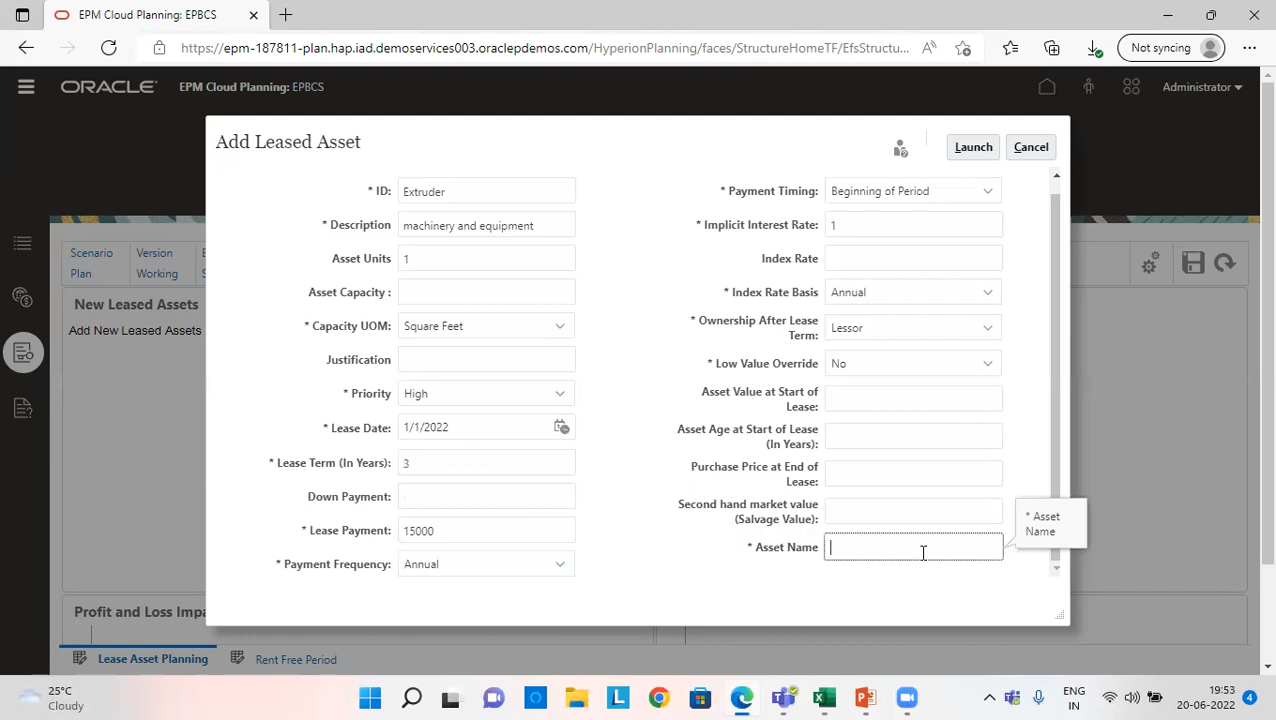 EPM Cloud Planning: EPBCS
https://epm-187811-plan.hap.iad.demoservices003.oraclepdemos.com/HyperionPlanning/faces/StructureHomeTF/EfsStructu...
Not syncing
ORACLE EPM Cloud Planning: EPBCS
Administrator
Add Leased Asset
Launch
Cancel
* ID: Extruder
* Description machinery and equipment
Asset Units 1
Asset Capacity :
* Capacity UOM: Square Feet
Justification
* Priority High
* Lease Date: 1/1/2022
* Lease Term (In Years): 3
Down Payment:
* Lease Payment: 15000
* Payment Frequency: Annual
* Payment Timing: Beginning of Period
* Implicit Interest Rate: 1
Index Rate
* Index Rate Basis Annual
* Ownership After Lease
Term: Lessor
* Low Value Override No
Asset Value at Start of
Lease:
Asset Age at Start of Lease
(In Years)
Purchase Price at End of
Lease:
Second hand market value
(Salvage Value):
* Asset Name
* Asset
Name
Scenario
Plan
Version
Working
New Leased Assets
Add New Leased Assets
Profit and Loss Impa
Lease Asset Planning
Rent Free Period
25°C
Cloudy
ENG
IN
19:53
20-06-2022
4